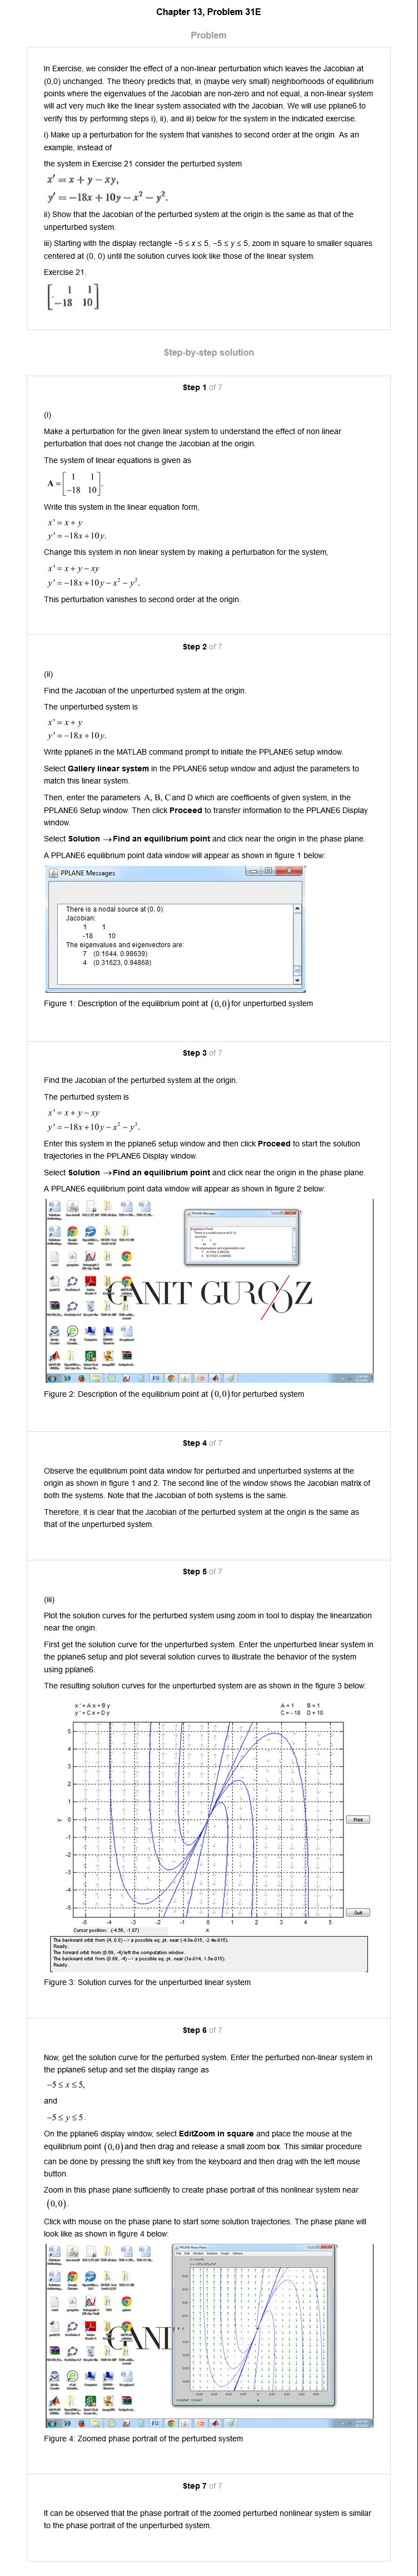 Chapter 13, Problem 31E
Problem
In Exercise, we consider the effect of a non-linear perturbation which leaves the Jacobian at
(0,0) unchanged. The theory predicts that, in (maybe very small) neighborhoods of equilibrium
points where the eigenvalues of the Jacobian are non-zero and not equal, a non-linear system
will act very much like the linear system associated with the Jacobian. We will use pplane6 to
verify this by performing steps i), ii), and iii) below for the system in the indicated exercise.
i) Make up a perturbation for the system that vanishes to second order at the origin. As an
example, instead of
the system in Exercise 21 consider the perturbed system
x' = x + y − xy,
y' = −18x + 10y − x² − y².
ii) Show that the Jacobian of the perturbed system at the origin is the same as that of the
unperturbed system.
iii) Starting with the display rectangle −5 ≤ x ≤ 5, −5 ≤ y ≤ 5, zoom in square to smaller squares
centered at (0, 0) until the solution curves look like those of the linear system.
Exercise 21.
[ 1 1
−18 10 ]
Step-by-step solution
Step 1 of 7
(i)
Make a perturbation for the given linear system to understand the effect of non linear
perturbation that does not change the Jacobian at the origin.
The system of linear equations is given as
A = [ 1 1
−18 10 ].
Write this system in the linear equation form,
x' = x + y
y' = −18x + 10y.
Change this system in non linear system by making a perturbation for the system,
x' = x + y − xy
y' = −18x + 10y − x² − y².
This perturbation vanishes to second order at the origin.
Step 2 of 7
(ii)
Find the Jacobian of the unperturbed system at the origin.
The unperturbed system is
x' = x + y
y' = −18x + 10y.
Write pplane6 in the MATLAB command prompt to initiate the PPLANE6 setup window.
Select Gallery linear system in the PPLANE6 setup window and adjust the parameters to
match this linear system.
Then, enter the parameters A, B, C and D which are coefficients of given system, in the
PPLANE6 Setup window. Then click Proceed to transfer information to the PPLANE6 Display
window.
Select Solution → Find an equilibrium point and click near the origin in the phase plane.
A PPLANE6 equilibrium point data window will appear as shown in figure 1 below:
PPLANE Messages
There is a nodal source at (0, 0)
Jacobian:
1 1
-18 10
The eigenvalues and eigenvectors are:
7 (0.1644, 0.98639)
4 (0.31623, 0.94868)
Figure 1: Description of the equilibrium point at (0,0) for unperturbed system
Step 3 of 7
Find the Jacobian of the perturbed system at the origin.
The perturbed system is
x' = x + y − xy
y' = −18x + 10y − x² − y².
Enter this system in the pplane6 setup window and then click Proceed to start the solution
trajectories in the PPLANE6 Display window.
Select Solution → Find an equilibrium point and click near the origin in the phase plane.
A PPLANE6 equilibrium point data window will appear as shown in figure 2 below:
PPLANE Messages
GANIT GUROOZ
Figure 2: Description of the equilibrium point at (0,0) for perturbed system
Step 4 of 7
Observe the equilibrium point data window for perturbed and unperturbed systems at the
origin as shown in figure 1 and 2. The second line of the window shows the Jacobian matrix of
both the systems. Note that the Jacobian of both systems is the same.
Therefore, it is clear that the Jacobian of the perturbed system at the origin is the same as
that of the unperturbed system.
Step 5 of 7
(iii)
Plot the solution curves for the perturbed system using zoom in tool to display the linearization
near the origin.
First get the solution curve for the unperturbed system. Enter the unperturbed linear system in
the pplane6 setup and plot several solution curves to illustrate the behavior of the system
using pplane6.
The resulting solution curves for the unperturbed system are as shown in the figure 3 below:
x ' = A x + B y A = 1 B = 1
y ' = C x + D y C = - 18 D = 10
5
4
3
2
1
0
-1
-2
-3
-4
-5
y
Print
Quit
-5 -4 -3 -2 -1 0 1 2 3 4 5
Cursor position: (-4.66, -1.87) x
The backward orbit from (4, 0.8) --> a possible eq. pt. near (-4.9e-015, -2.4e-015).
Ready.
The forward orbit from (0.69, -4) left the computation window.
The backward orbit from (0.69, -4) --> a possible eq. pt. near (1e-014, 1.5e-015).
Ready.
Figure 3: Solution curves for the unperturbed linear system
Step 6 of 7
Now, get the solution curve for the perturbed system. Enter the perturbed non-linear system in
the pplane6 setup and set the display range as
−5 ≤ x ≤ 5,
and
−5 ≤ y ≤ 5.
On the pplane6 display window, select EditZoom in square and place the mouse at the
equilibrium point (0,0) and then drag and release a small zoom box. This similar procedure
can be done by pressing the shift key from the keyboard and then drag with the left mouse
button.
Zoom in this phase plane sufficiently to create phase portrait of this nonlinear system near
(0,0).
Click with mouse on the phase plane to start some solution trajectories. The phase plane will
look like as shown in figure 4 below:
GANI
Figure 4: Zoomed phase portrait of the perturbed system
Step 7 of 7
It can be observed that the phase portrait of the zoomed perturbed nonlinear system is similar
to the phase portrait of the unperturbed system.